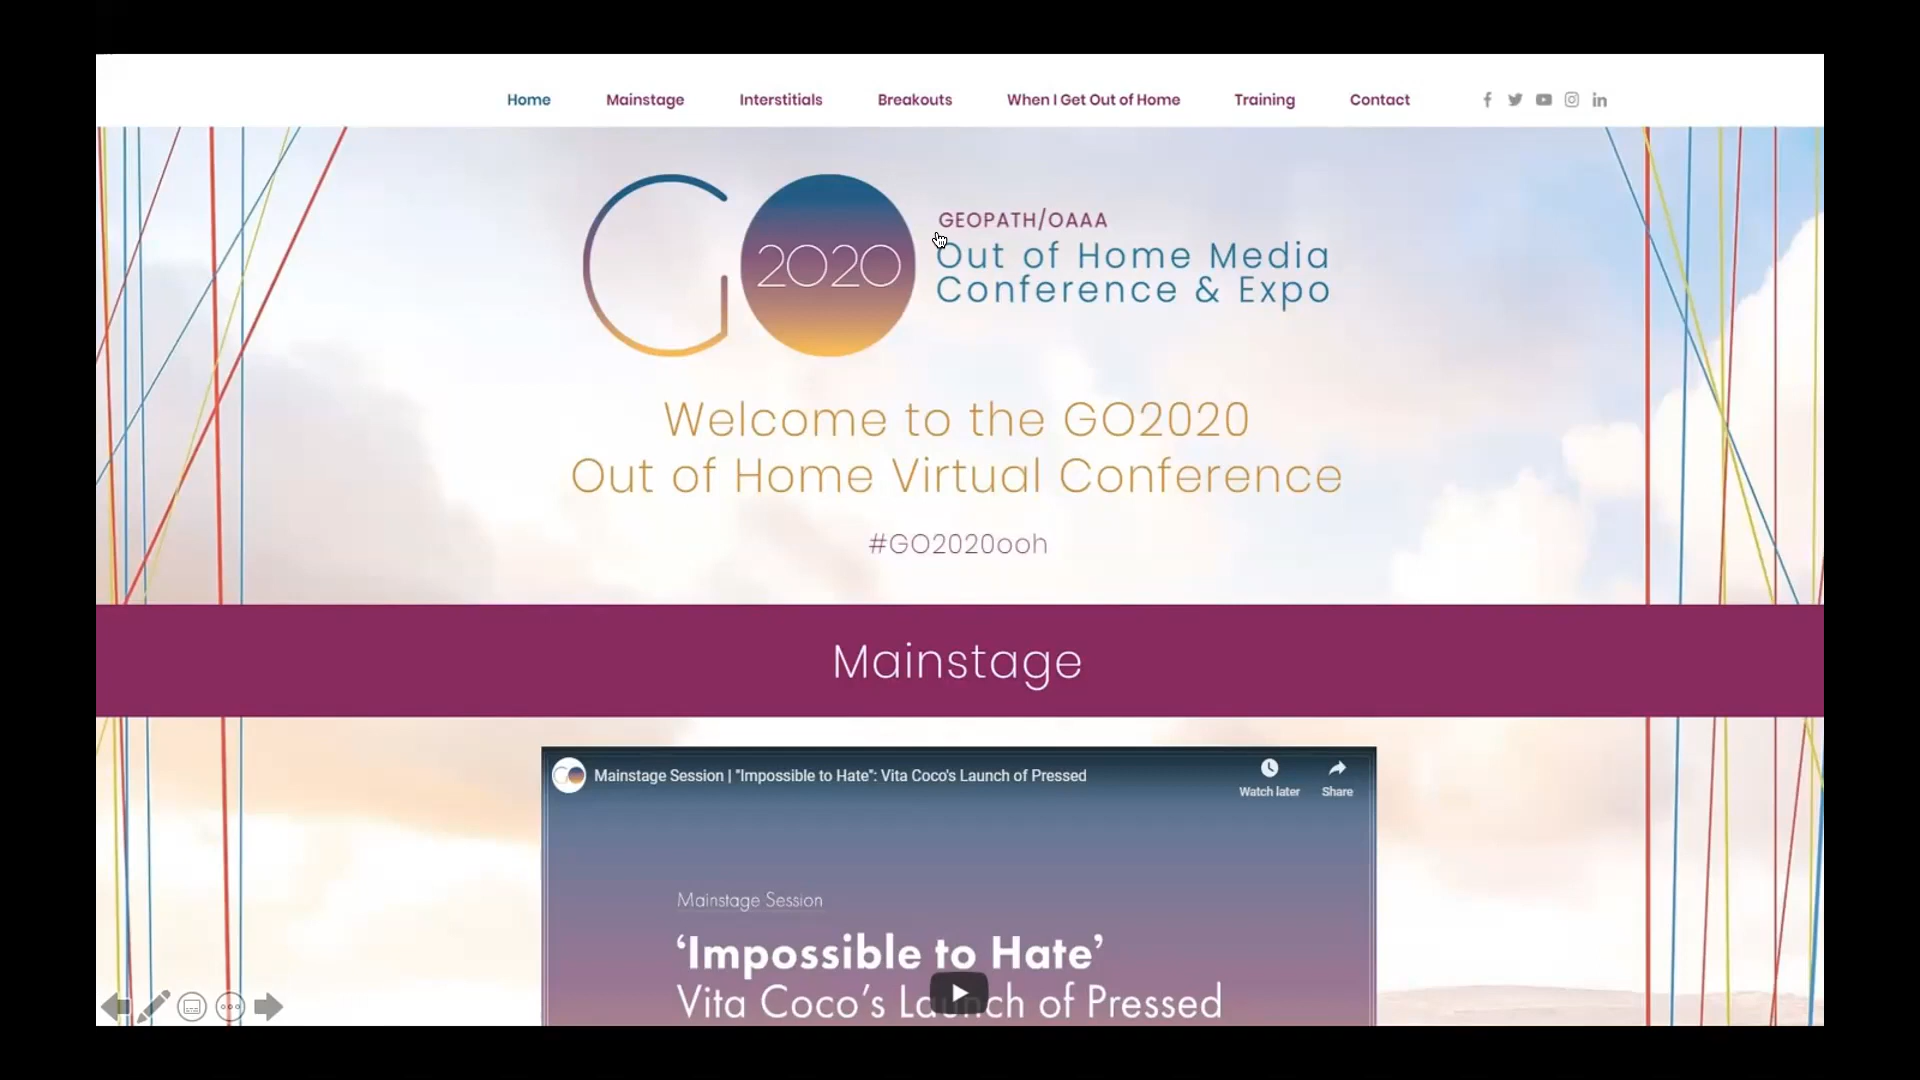 Home Mainstage Interstitials Breakouts When I Get Out of Home Training Contact
GO 2020
GEOPATH/OAAA
Out of Home Media
Conference & Expo
Welcome to the GO2020
Out of Home Virtual Conference
#GO2020ooh
Mainstage
Mainstage Session | "Impossible to Hate": Vita Coco's Launch of Pressed
Watch later Share
Mainstage Session
‘Impossible to Hate’
Vita Coco’s Launch of Pressed